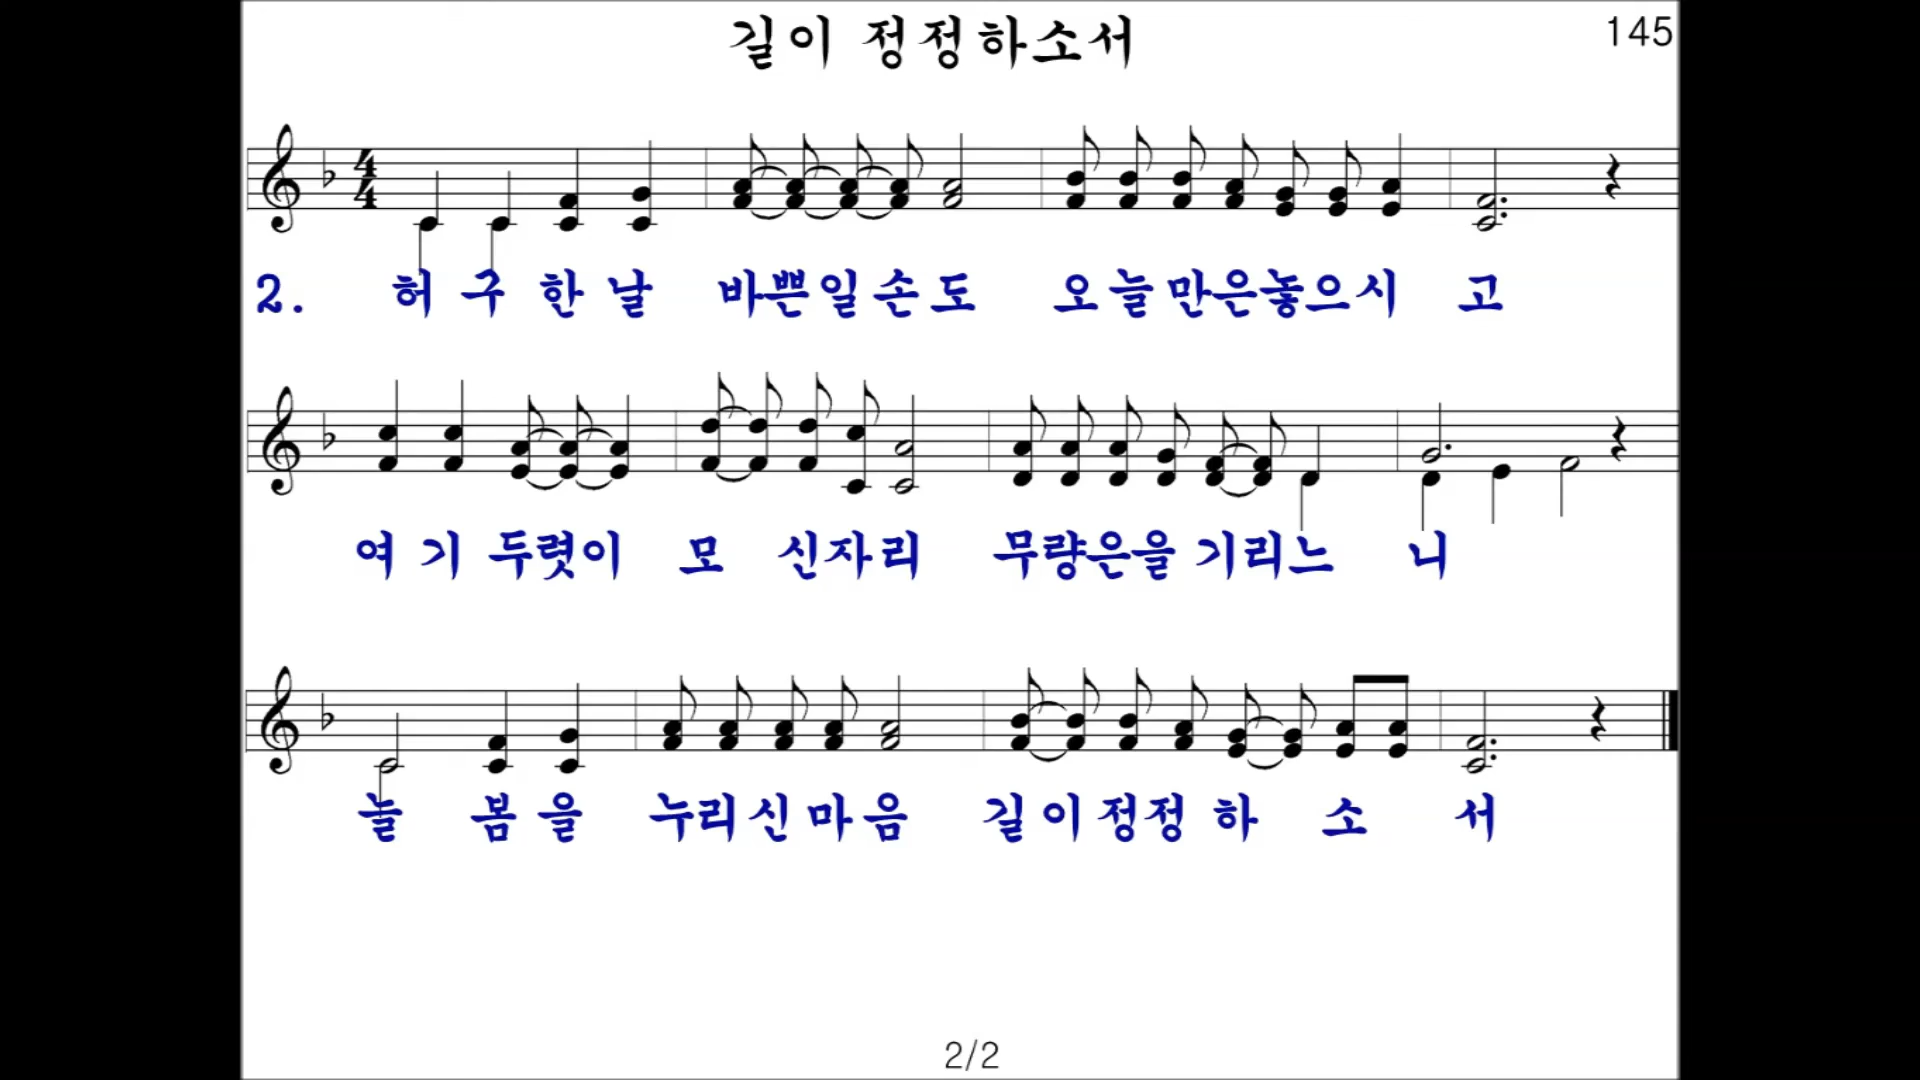 길이 정정하소서
145
2. 허구한날 바쁜일손도 오늘만은놓으시고
여기 두렷이 모신자리 무량은을 기리느니
늘 봄을 누리신마음 길이정정하소서
2/2